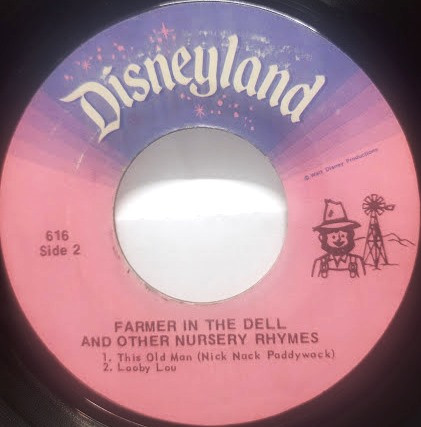 Disneyland
© Walt Disney Productions
616
Side 2
FARMER IN THE DELL
AND OTHER NURSERY RHYMES
1. This Old Man (Nick Nack Paddywack)
2. Looby Lou